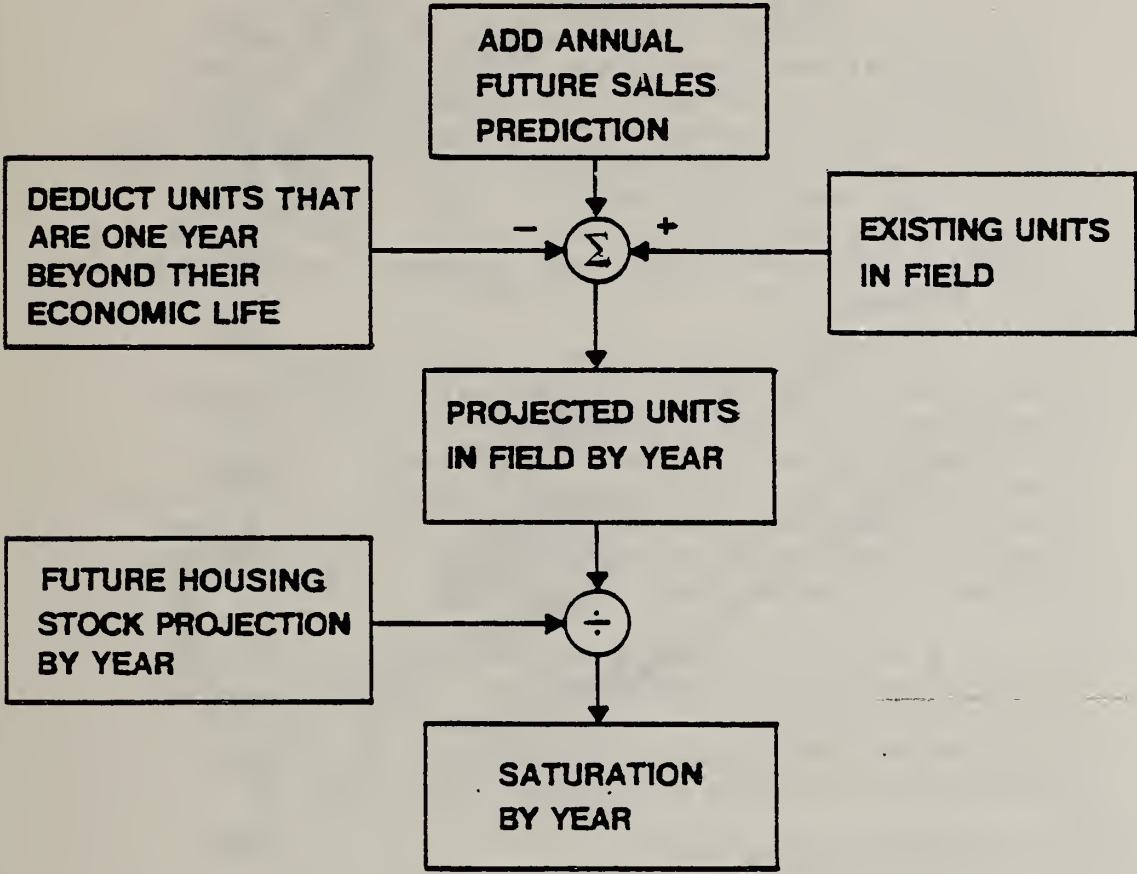 ADD ANNUAL
FUTURE SALES
PREDICTION
DEDUCT UNITS THAT
ARE ONE YEAR
BEYOND THEIR
ECONOMIC LIFE
−
Σ
+
EXISTING UNITS
IN FIELD
PROJECTED UNITS
IN FIELD BY YEAR
FUTURE HOUSING
STOCK PROJECTION
BY YEAR
÷
SATURATION
BY YEAR